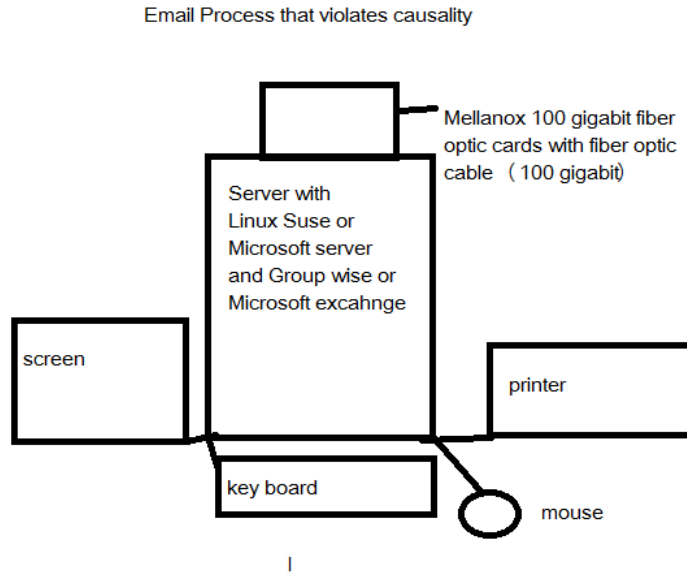 Email Process that violates causality
Mellanox 100 gigabit fiber
optic cards with fiber optic
cable ( 100 gigabit)
Server with
Linux Suse or
Microsoft server
and Group wise or
Microsoft excahnge
screen
printer
key board
mouse